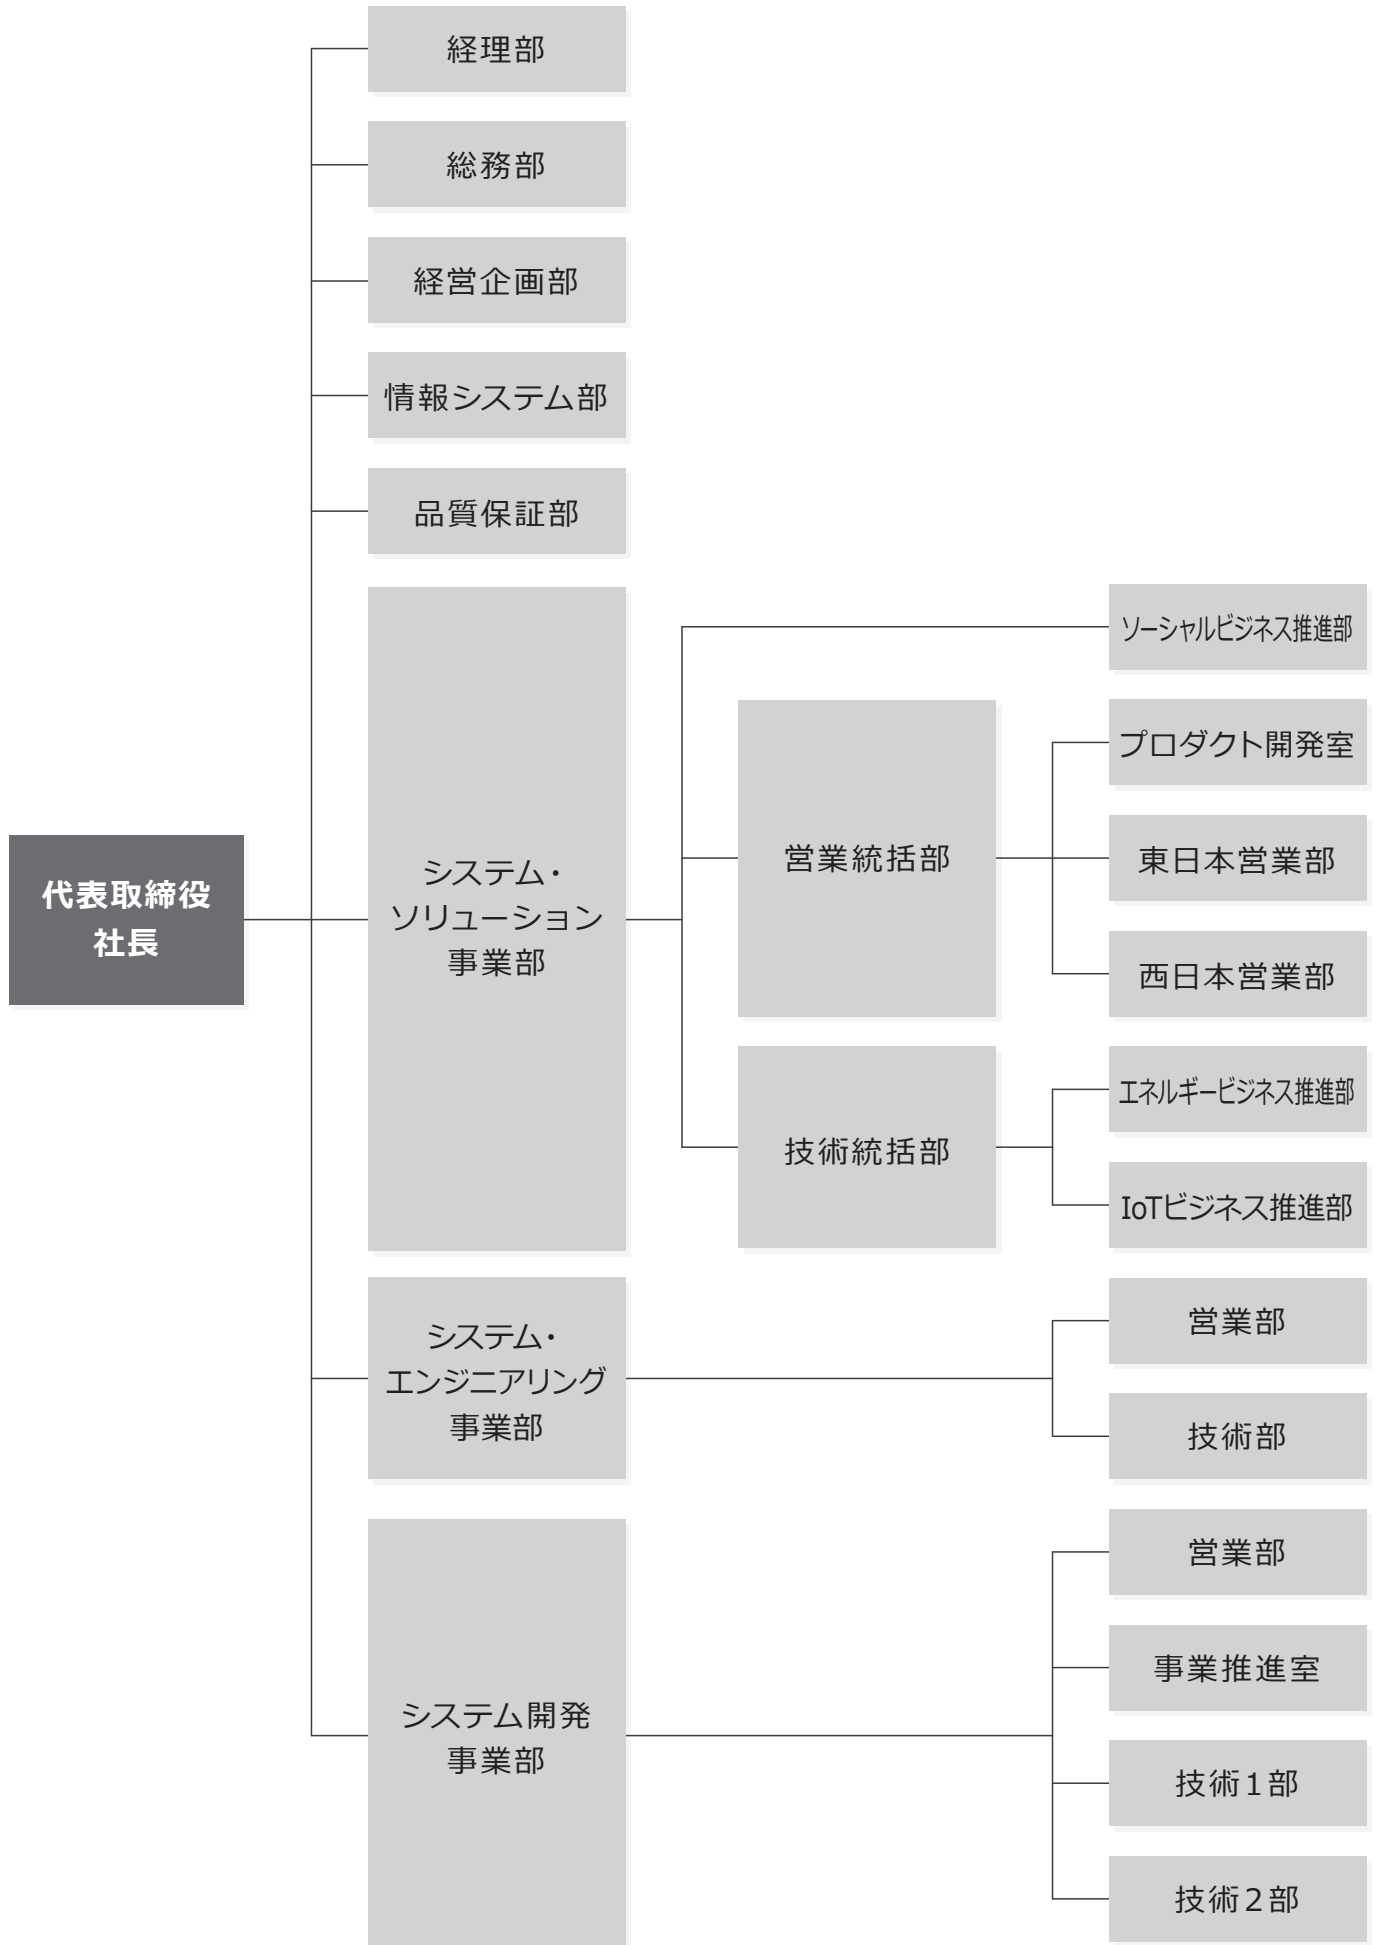 経理部
総務部
経営企画部
情報システム部
品質保証部
代表取締役
社長
システム・
ソリューション
事業部
ソーシャルビジネス推進部
営業統括部
プロダクト開発室
東日本営業部
西日本営業部
技術統括部
エネルギービジネス推進部
IoTビジネス推進部
システム・
エンジニアリング
事業部
営業部
技術部
システム開発
事業部
営業部
事業推進室
技術1部
技術2部